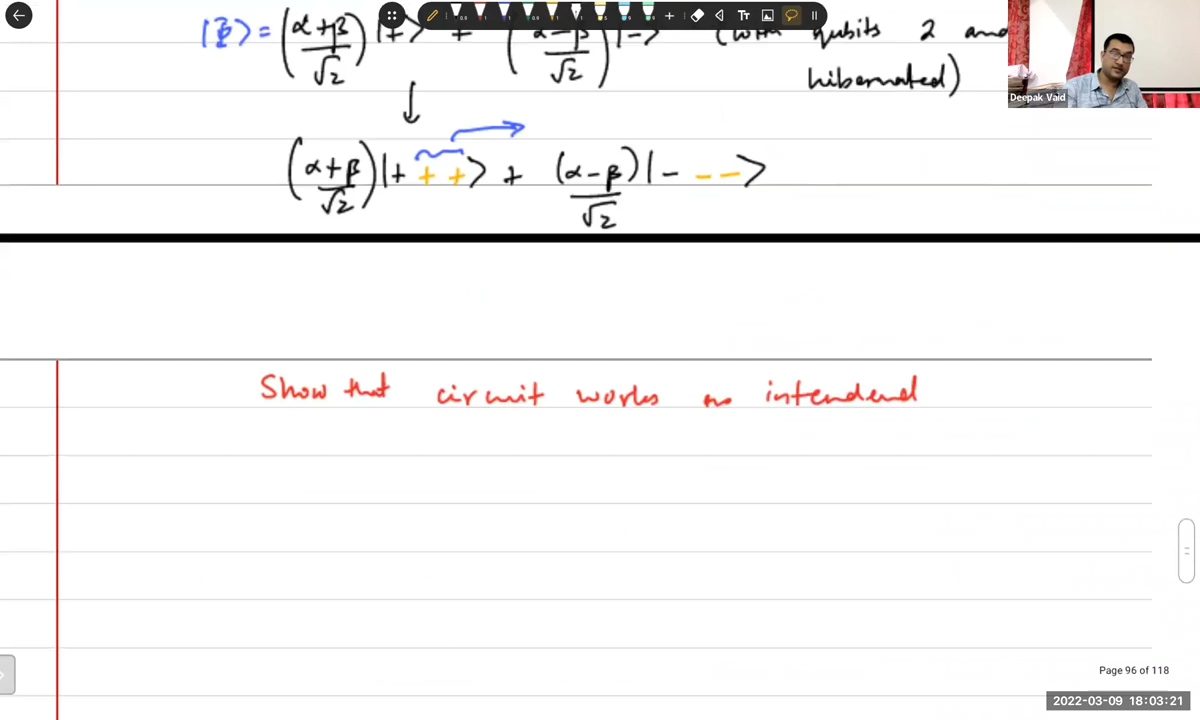 |Φ> = (α+β/√2) |+> + (α-β/√2) |-> (with qubits 2 and
hibernated)
Deepak Vaid
(α+β/√2) |+ + +> + (α-β)/√2 |- - ->
Show that circuit works as intendend
Page 96 of 118
2022-03-09 18:03:21